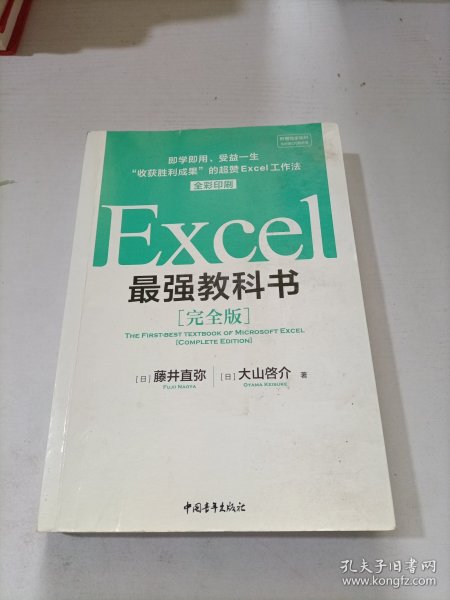 即学即用、受益一生
“收获胜利成果”的超赞Excel工作法
全彩印刷
Excel
最强教科书
[完全版]
THE FIRST-BEST TEXTBOOK OF MICROSOFT EXCEL
[COMPLETE EDITION]
[日] 藤井直弥 [日] 大山啓介 著
FUJII NAOYA OYAMA KEISUKE
中国青年出版社
孔夫子旧书网
www.kongfz.com